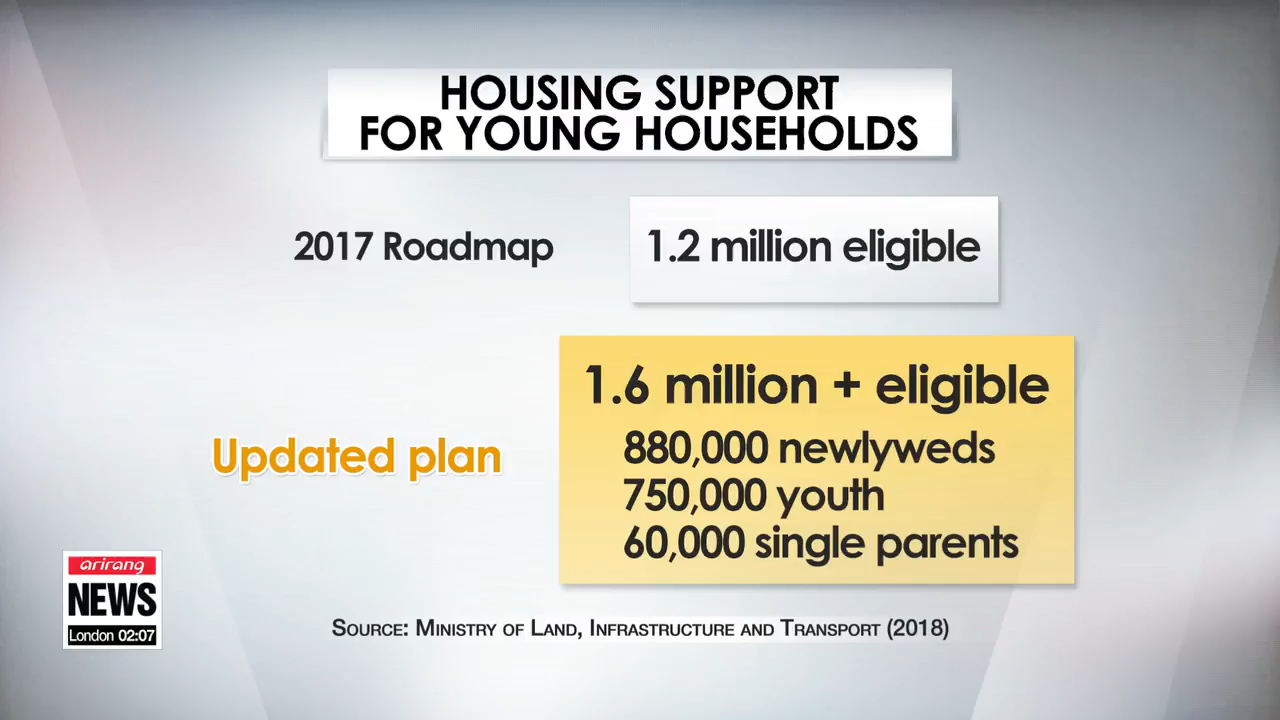 HOUSING SUPPORT
FOR YOUNG HOUSEHOLDS
2017 Roadmap
1.2 million eligible
Updated plan
1.6 million + eligible
880,000 newlyweds
750,000 youth
60,000 single parents
arirang
NEWS
London 02:07
SOURCE: MINISTRY OF LAND, INFRASTRUCTURE AND TRANSPORT (2018)